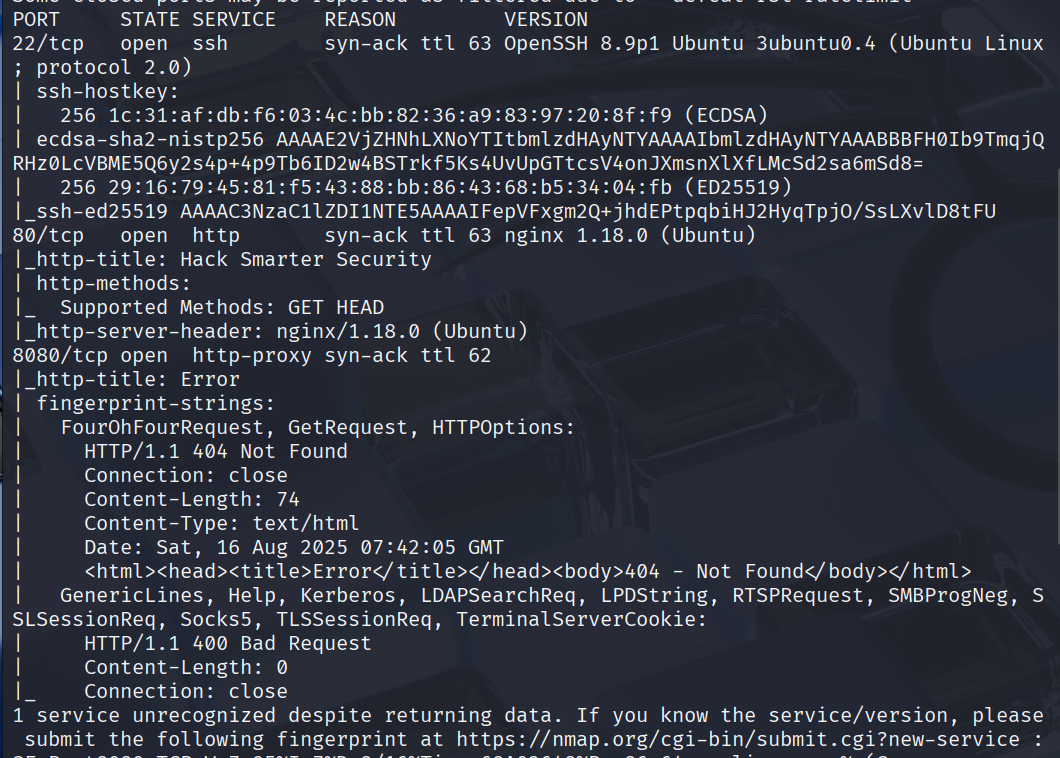 PORT     STATE SERVICE    REASON         VERSION
22/tcp   open  ssh        syn-ack ttl 63 OpenSSH 8.9p1 Ubuntu 3ubuntu0.4 (Ubuntu Linux
; protocol 2.0)
| ssh-hostkey:
|   256 1c:31:af:db:f6:03:4c:bb:82:36:a9:83:97:20:8f:f9 (ECDSA)
| ecdsa-sha2-nistp256 AAAAE2VjZHNhLXNoYTItbmlzdHAyNTYAAAAIbmlzdHAyNTYAAABBBFH0Ib9TmqjQ
RHz0LcVBME5Q6y2s4p+4p9Tb6ID2w4BSTrkf5Ks4UvUpGTtcsV4onJXmsnXlXfLMcSd2sa6mSd8=
|   256 29:16:79:45:81:f5:43:88:bb:86:43:68:b5:34:04:fb (ED25519)
|_ssh-ed25519 AAAAC3NzaC1lZDI1NTE5AAAAIFepVFxgm2Q+jhdEPtpqbiHJ2HyqTpjO/SsLXvlD8tFU
80/tcp   open  http       syn-ack ttl 63 nginx 1.18.0 (Ubuntu)
|_http-title: Hack Smarter Security
| http-methods:
|_  Supported Methods: GET HEAD
|_http-server-header: nginx/1.18.0 (Ubuntu)
8080/tcp open  http-proxy syn-ack ttl 62
|_http-title: Error
| fingerprint-strings:
|   FourOhFourRequest, GetRequest, HTTPOptions:
|     HTTP/1.1 404 Not Found
|     Connection: close
|     Content-Length: 74
|     Content-Type: text/html
|     Date: Sat, 16 Aug 2025 07:42:05 GMT
|     <html><head><title>Error</title></head><body>404 - Not Found</body></html>
|   GenericLines, Help, Kerberos, LDAPSearchReq, LPDString, RTSPRequest, SMBProgNeg, S
SLSessionReq, Socks5, TLSSessionReq, TerminalServerCookie:
|     HTTP/1.1 400 Bad Request
|     Content-Length: 0
|_    Connection: close
1 service unrecognized despite returning data. If you know the service/version, please
 submit the following fingerprint at https://nmap.org/cgi-bin/submit.cgi?new-service :